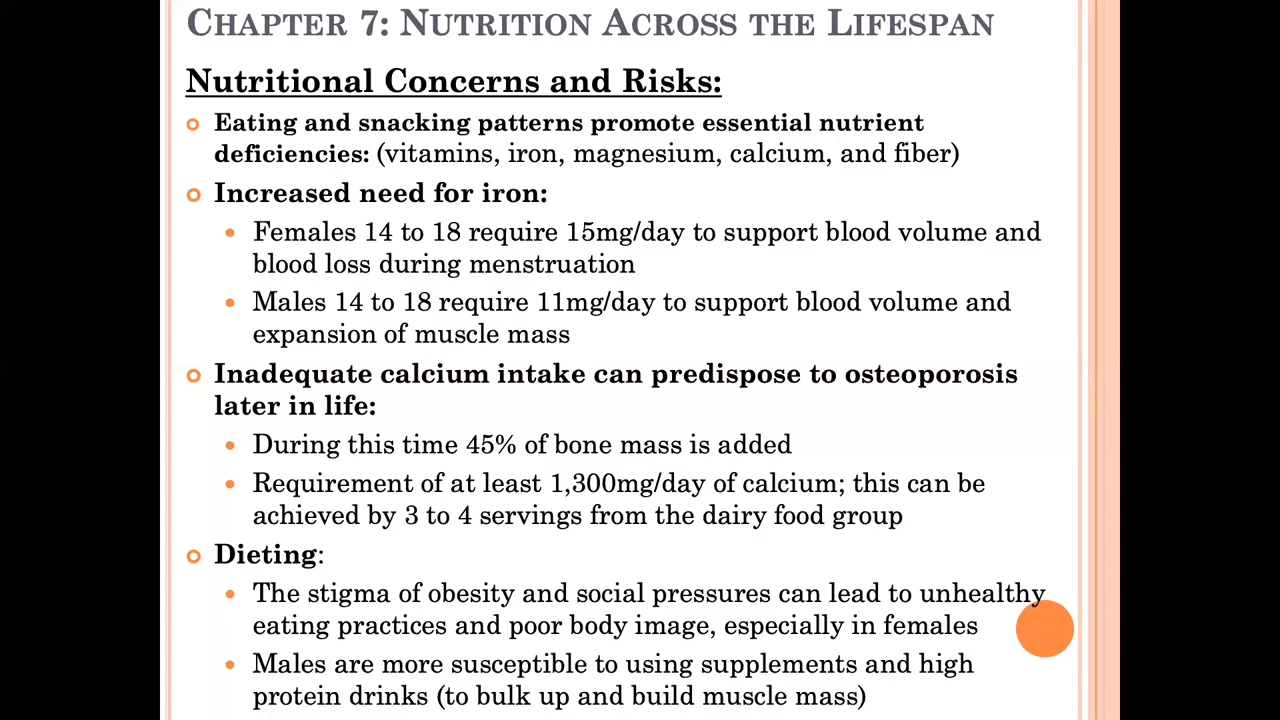 CHAPTER 7: NUTRITION ACROSS THE LIFESPAN
Nutritional Concerns and Risks:
Eating and snacking patterns promote essential nutrient
deficiencies: (vitamins, iron, magnesium, calcium, and fiber)
Increased need for iron:
Females 14 to 18 require 15mg/day to support blood volume and
blood loss during menstruation
Males 14 to 18 require 11mg/day to support blood volume and
expansion of muscle mass
Inadequate calcium intake can predispose to osteoporosis
later in life:
During this time 45% of bone mass is added
Requirement of at least 1,300mg/day of calcium; this can be
achieved by 3 to 4 servings from the dairy food group
Dieting:
The stigma of obesity and social pressures can lead to unhealthy
eating practices and poor body image, especially in females
Males are more susceptible to using supplements and high
protein drinks (to bulk up and build muscle mass)